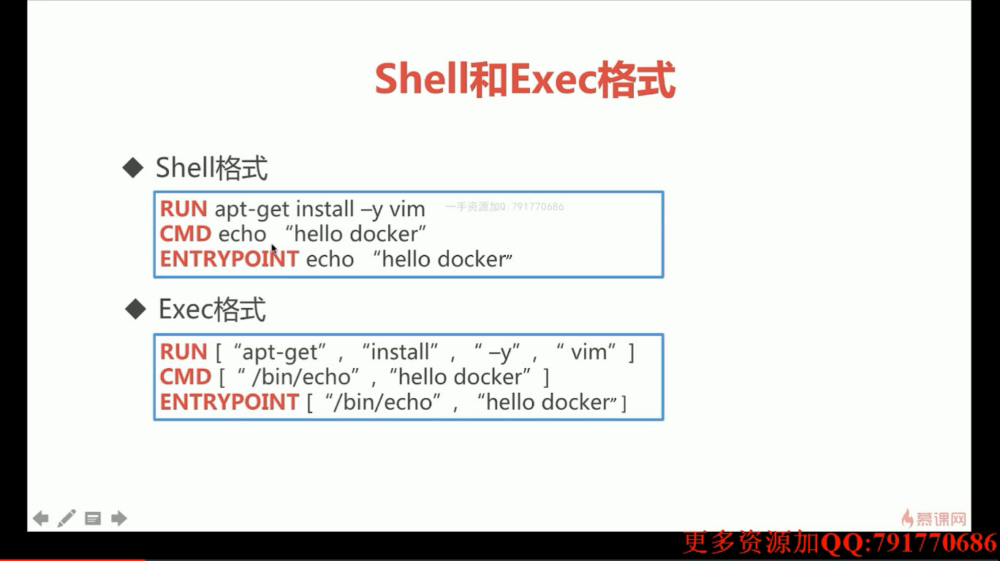 Shell和Exec格式
◆ Shell格式
RUN apt-get install –y vim
一手资源加Q:791770686
CMD echo “hello docker”
ENTRYPOINT echo “hello docker”
◆ Exec格式
RUN [ “apt-get” , “install” , “ –y” , “ vim” ]
CMD [ “ /bin/echo” , “hello docker” ]
ENTRYPOINT [ “/bin/echo” , “hello docker” ]
慕课网
更多资源加QQ:791770686